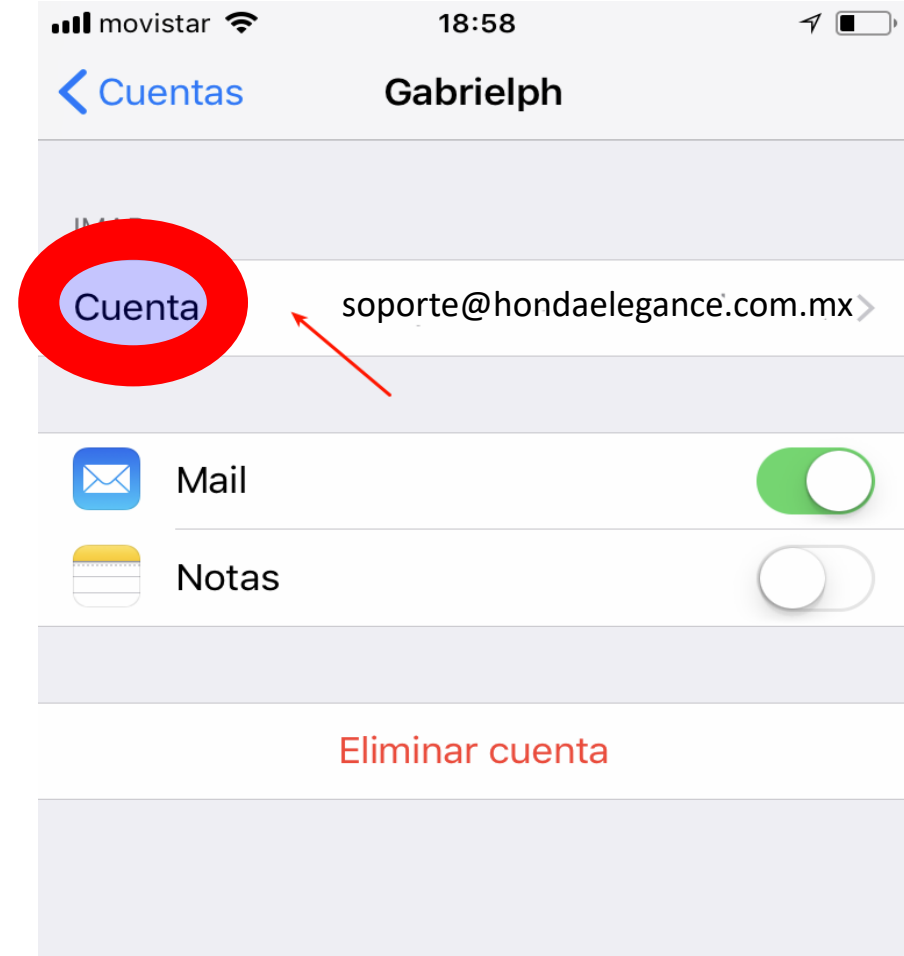 movistar 18:58
Cuentas Gabrielph
Cuenta soporte@hondaelegance.com.mx
Mail
Notas
Eliminar cuenta